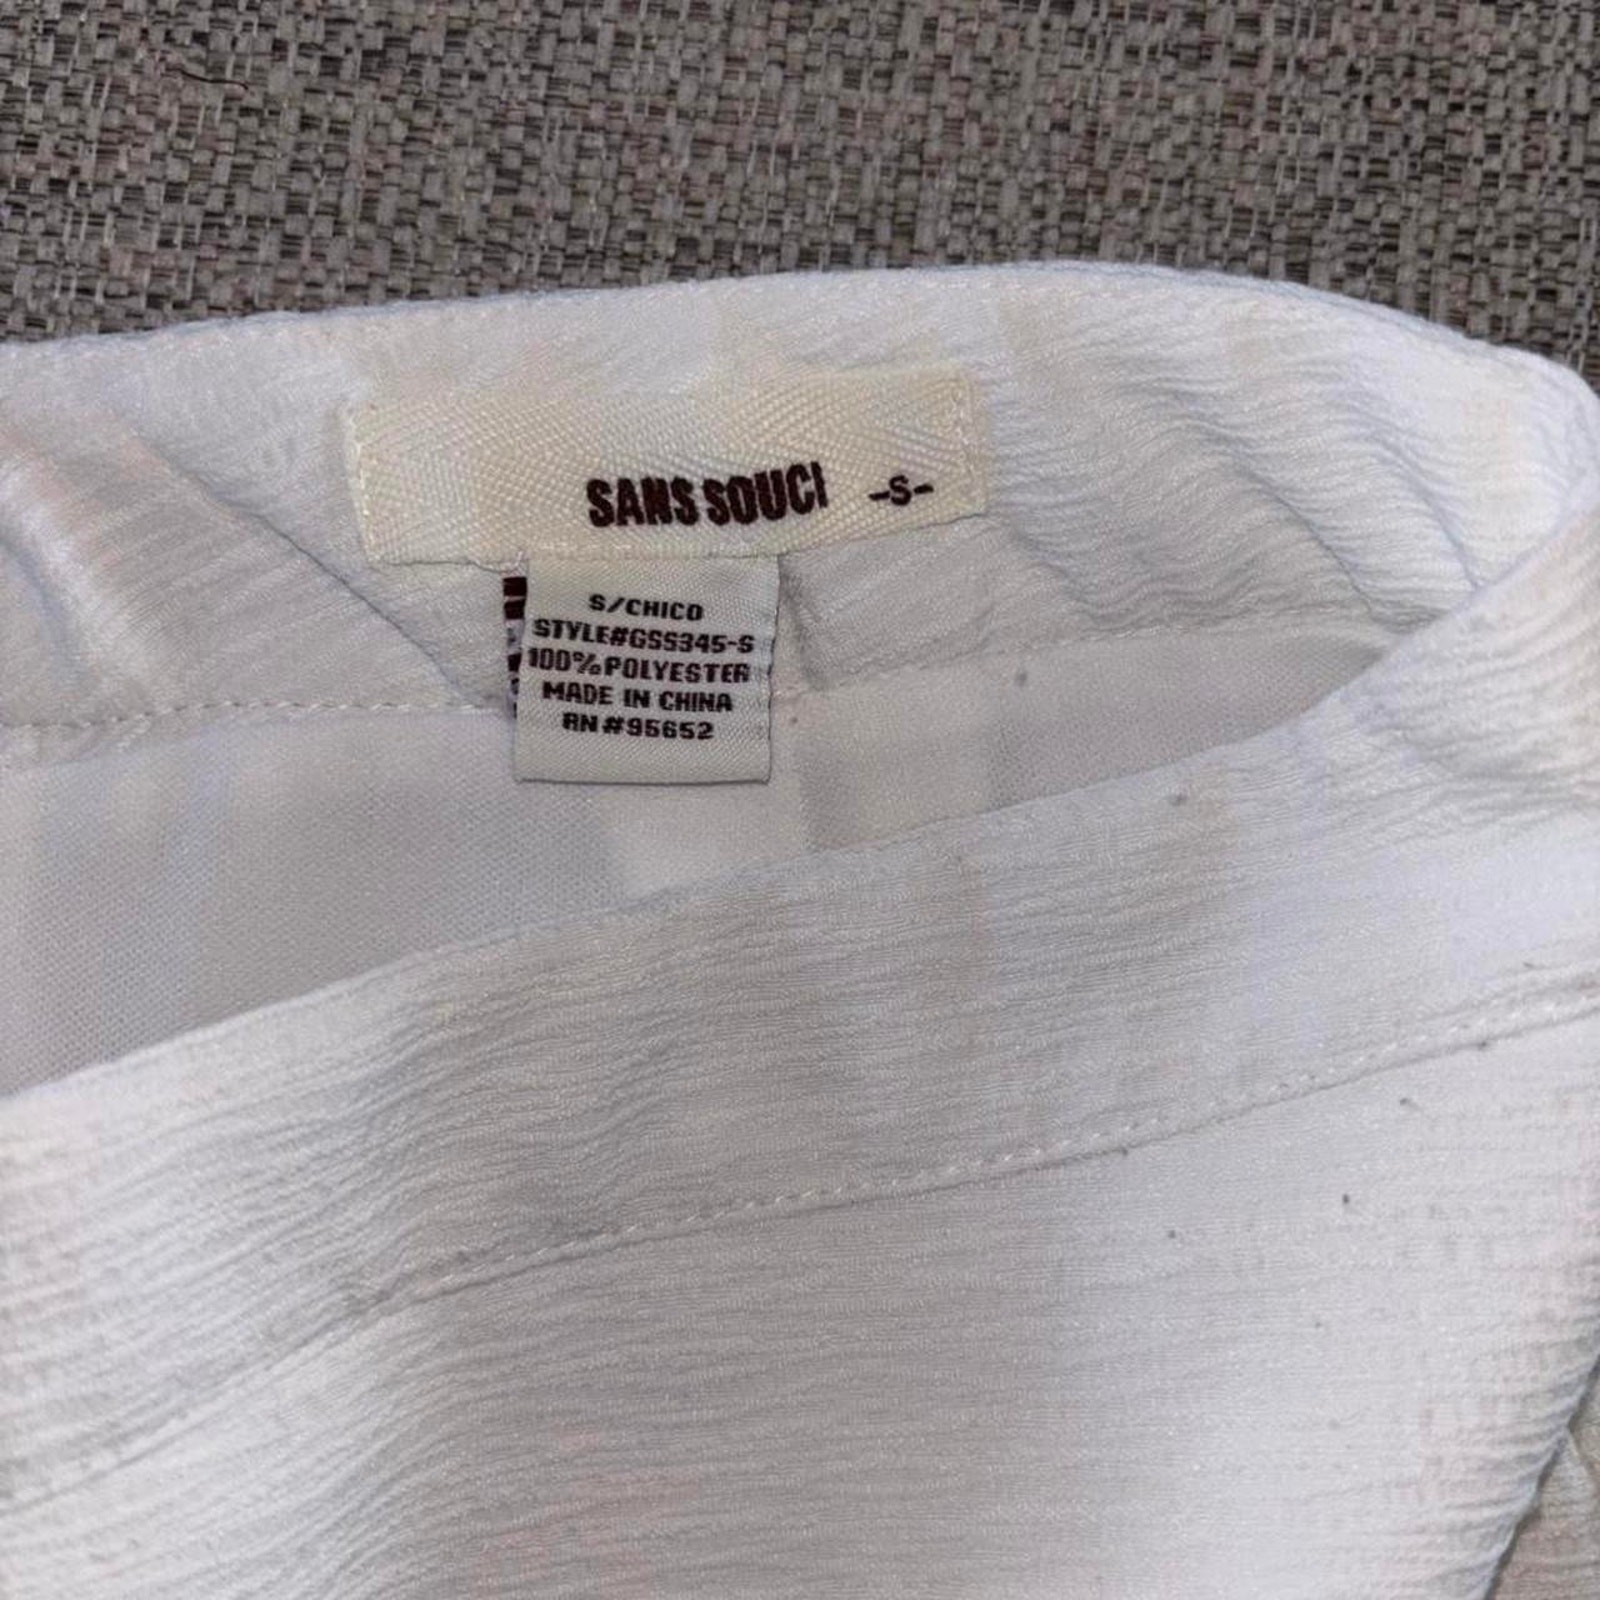 SANS SOUCI -S-
S/CHICO
STYLE#GSS345-S
100%POLYESTER
MADE IN CHINA
RN#95652